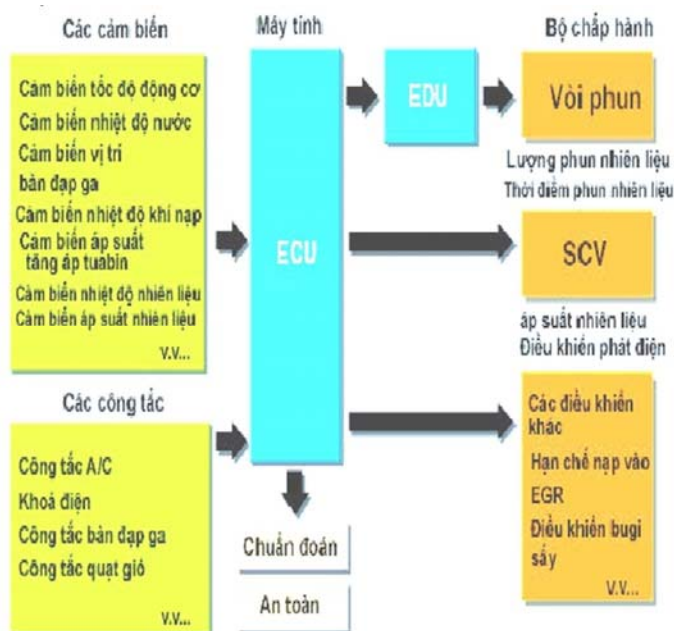 Các cảm biến
Cảm biến tốc độ động cơ
Cảm biến nhiệt độ nước
Cảm biến vị trí
bàn đạp ga
Cảm biến nhiệt độ khí nạp
Cảm biến áp suất
tăng áp tuabin
Cảm biến nhiệt độ nhiên liệu
Cảm biến áp suất nhiên liệu
v.v...
Các công tắc
Công tắc A/C
Khoá điện
Công tắc bàn đạp ga
Công tắc quạt gió
v.v...
Máy tính
ECU
Chuẩn đoán
An toàn
EDU
Bộ chấp hành
Vòi phun
Lượng phun nhiên liệu
Thời điểm phun nhiên liệu
SCV
áp suất nhiên liệu
Điều khiển phát điện
Các điều khiển
khác
Hạn chế nạp vào
EGR
Điều khiển bugi
sấy
v.v...